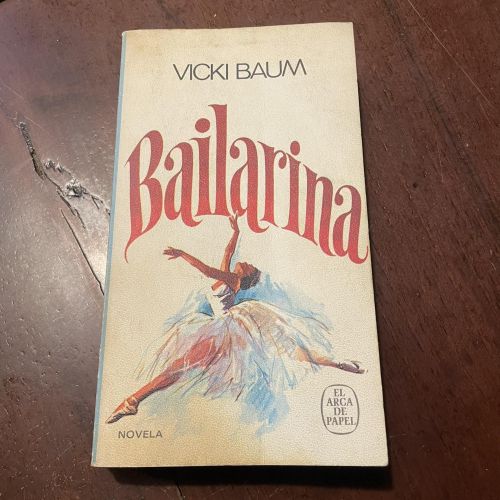 VICKI BAUM
Bailarina
NOVELA
EL
ARCA
DE
PAPEL